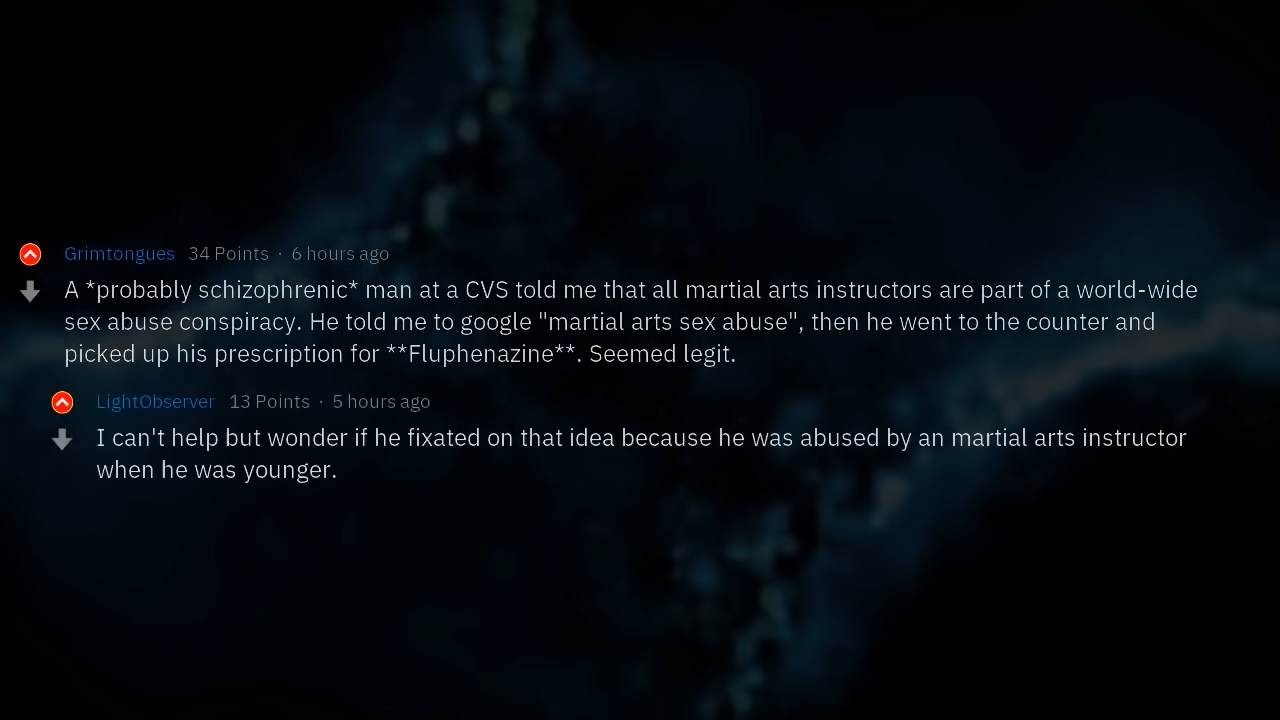 Grimtongues 34 Points · 6 hours ago
A *probably schizophrenic* man at a CVS told me that all martial arts instructors are part of a world-wide
sex abuse conspiracy. He told me to google "martial arts sex abuse", then he went to the counter and
picked up his prescription for **Fluphenazine**. Seemed legit.
LightObserver 13 Points · 5 hours ago
I can't help but wonder if he fixated on that idea because he was abused by an martial arts instructor
when he was younger.